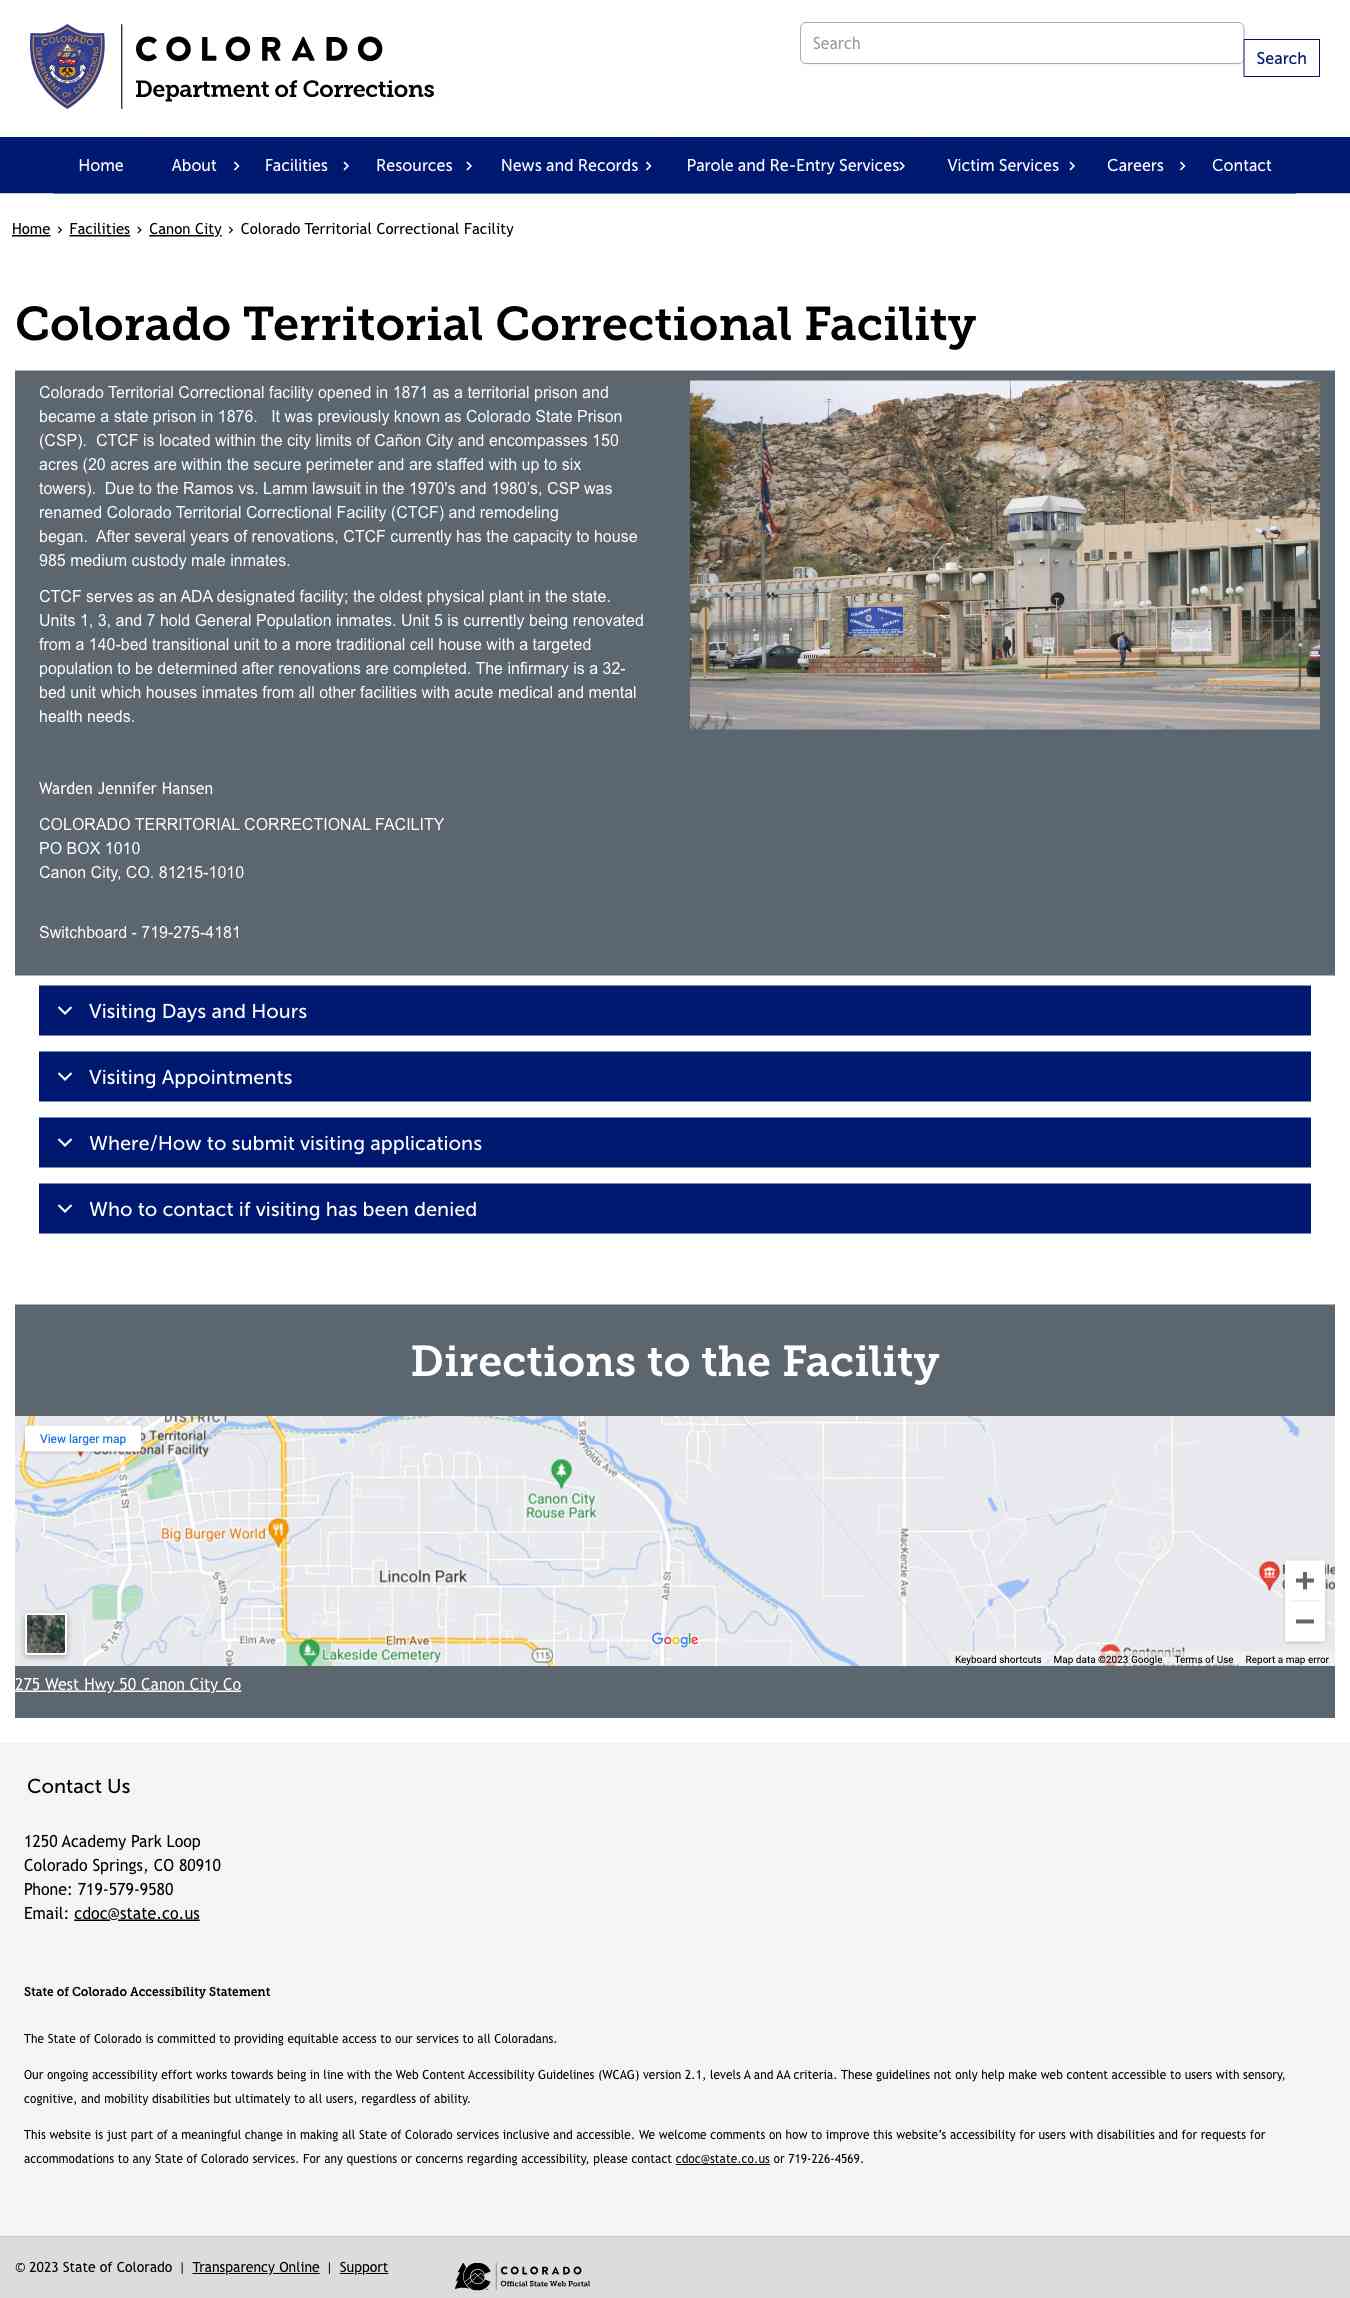 COLORADO
Department of Corrections
Search
Search
Home About Facilities Resources News and Records Parole and Re-Entry Services Victim Services Careers Contact
Home › Facilities › Canon City › Colorado Territorial Correctional Facility
Colorado Territorial Correctional Facility
Colorado Territorial Correctional facility opened in 1871 as a territorial prison and
became a state prison in 1876. It was previously known as Colorado State Prison
(CSP). CTCF is located within the city limits of Cañon City and encompasses 150
acres (20 acres are within the secure perimeter and are staffed with up to six
towers). Due to the Ramos vs. Lamm lawsuit in the 1970's and 1980's, CSP was
renamed Colorado Territorial Correctional Facility (CTCF) and remodeling
began. After several years of renovations, CTCF currently has the capacity to house
985 medium custody male inmates.
CTCF serves as an ADA designated facility; the oldest physical plant in the state.
Units 1, 3, and 7 hold General Population inmates. Unit 5 is currently being renovated
from a 140-bed transitional unit to a more traditional cell house with a targeted
population to be determined after renovations are completed. The infirmary is a 32-
bed unit which houses inmates from all other facilities with acute medical and mental
health needs.
Warden Jennifer Hansen
COLORADO TERRITORIAL CORRECTIONAL FACILITY
PO BOX 1010
Canon City, CO. 81215-1010
Switchboard - 719-275-4181
Visiting Days and Hours
Visiting Appointments
Where/How to submit visiting applications
Who to contact if visiting has been denied
Directions to the Facility
DISTRICT
View larger map
Territorial
Facility
S 1st St
S Raynolds Ave
Canon City
Rouse Park
Big Burger World
MacKenzie Ave
Lincoln Park
S 4th St
Ash St
S 1st St
Elm Ave
Elm Ave
Lakeside Cemetery
115
Google
Centennial
Keyboard shortcuts Map data ©2023 Google Terms of Use Report a map error
275 West Hwy 50 Canon City Co
Contact Us
1250 Academy Park Loop
Colorado Springs, CO 80910
Phone: 719-579-9580
Email: cdoc@state.co.us
State of Colorado Accessibility Statement
The State of Colorado is committed to providing equitable access to our services to all Coloradans.
Our ongoing accessibility effort works towards being in line with the Web Content Accessibility Guidelines (WCAG) version 2.1, levels A and AA criteria. These guidelines not only help make web content accessible to users with sensory,
cognitive, and mobility disabilities but ultimately to all users, regardless of ability.
This website is just part of a meaningful change in making all State of Colorado services inclusive and accessible. We welcome comments on how to improve this website's accessibility for users with disabilities and for requests for
accommodations to any State of Colorado services. For any questions or concerns regarding accessibility, please contact cdoc@state.co.us or 719-226-4569.
© 2023 State of Colorado | Transparency Online | Support
COLORADO
Official State Web Portal